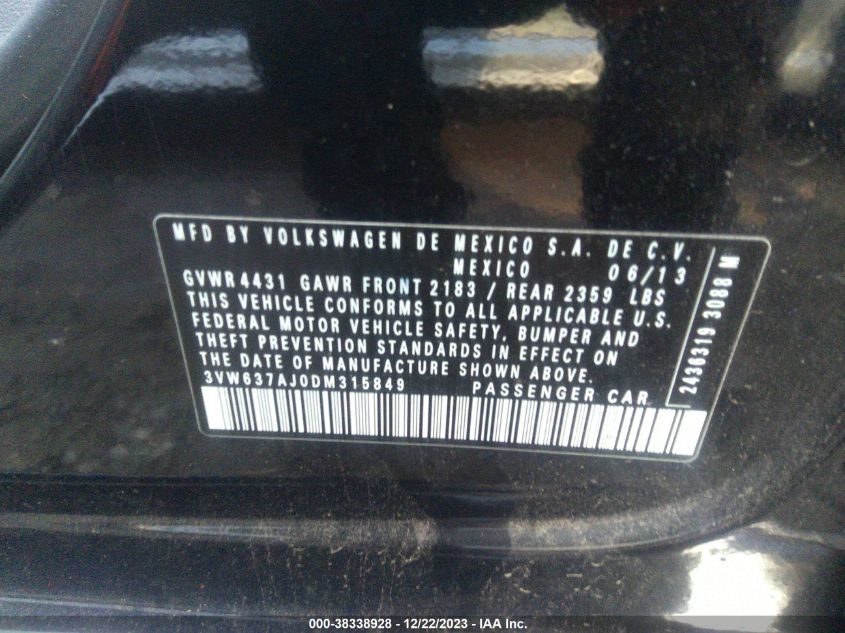 MFD BY VOLKSWAGEN DE MEXICO S.A. DE C.V.
MEXICO 06/13
GVWR 4431 GAWR FRONT 2183 / REAR 2359 LBS
THIS VEHICLE CONFORMS TO ALL APPLICABLE U.S.
FEDERAL MOTOR VEHICLE SAFETY, BUMPER AND
THEFT PREVENTION STANDARDS IN EFFECT ON
THE DATE OF MANUFACTURE SHOWN ABOVE.
3VW637AJ0DM315849 PASSENGER CAR
2436319 3088 M
000-38338928 - 12/22/2023 - IAA Inc.